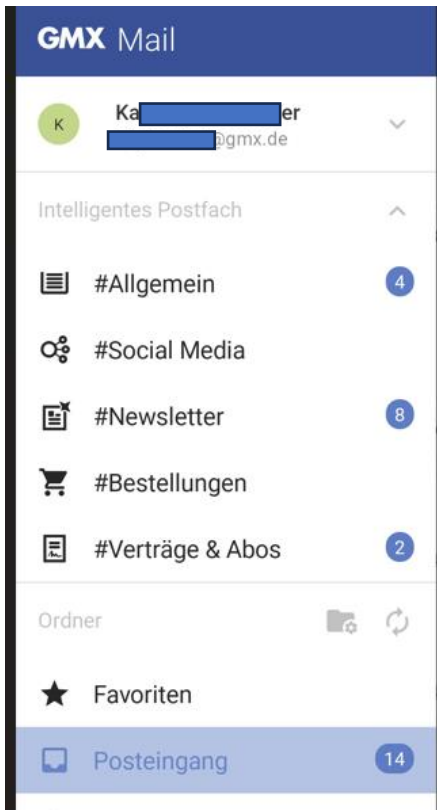 GMX Mail
K
Ka er
@gmx.de
Intelligentes Postfach
#Allgemein 4
#Social Media
#Newsletter 8
#Bestellungen
#Verträge & Abos 2
Ordner
Favoriten
Posteingang 14